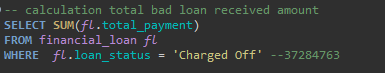 -- calculation total bad loan received amount
SELECT SUM(fl.total_payment)
FROM financial_loan fl
WHERE  fl.loan_status = 'Charged Off' --37284763